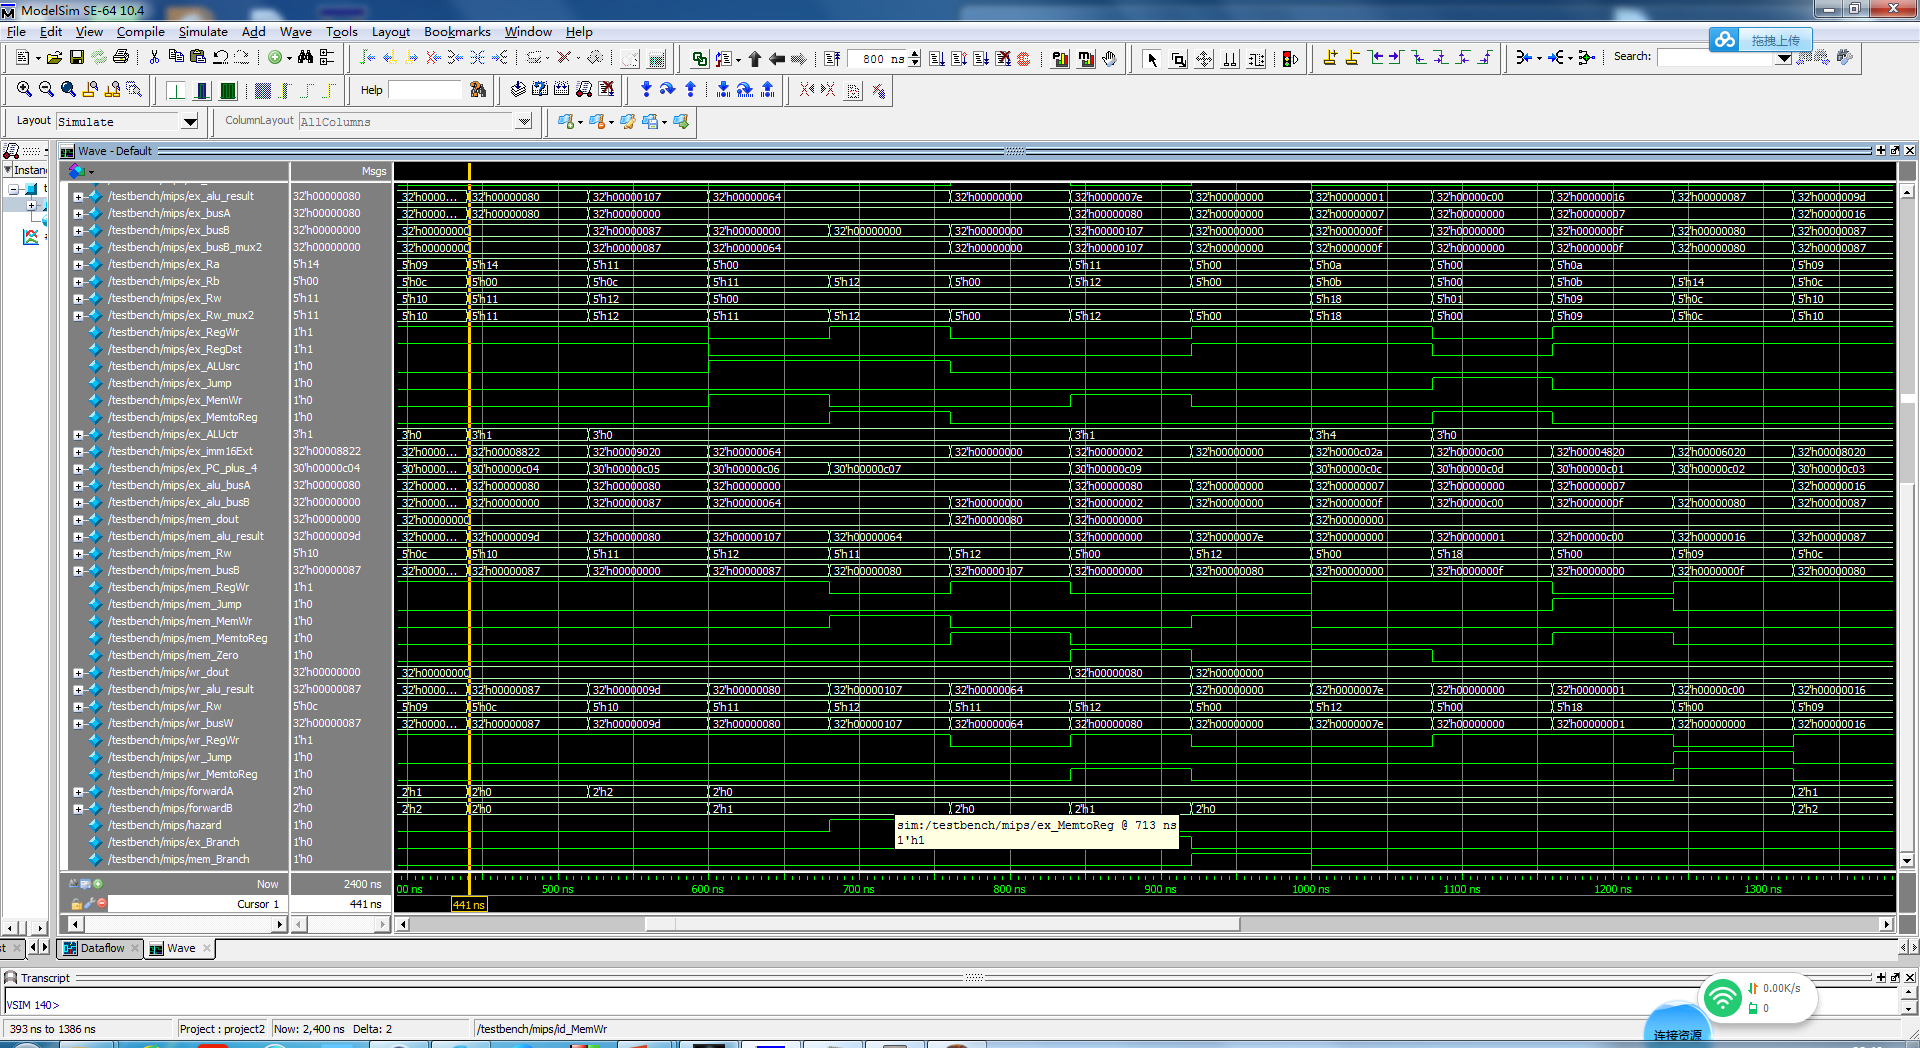 ModelSim SE-64 10.4
File Edit View Compile Simulate Add Wave Tools Layout Bookmarks Window Help
拖拽上传
800 ns
Search:
Help
Layout Simulate
ColumnLayout AllColumns
Wave - Default
Instan
Msgs
/testbench/mips/ex_alu_result 32'h00000080 32'h0000... 32'h00000080 32'h00000107 32'h00000064 32'h00000000 32'h0000007e 32'h00000000 32'h00000001 32'h00000c00 32'h00000016 32'h00000087 32'h0000009d
/testbench/mips/ex_busA 32'h00000080 32'h0000... 32'h00000080 32'h00000000 32'h00000080 32'h00000000 32'h00000007 32'h00000000 32'h00000007 32'h00000016
/testbench/mips/ex_busB 32'h00000000 32'h00000000 32'h00000087 32'h00000000 32'h00000000 32'h00000000 32'h00000107 32'h00000000 32'h0000000f 32'h00000000 32'h0000000f 32'h00000080 32'h00000087
/testbench/mips/ex_busB_mux2 32'h00000000 32'h00000000 32'h00000087 32'h00000064 32'h00000000 32'h00000107 32'h00000000 32'h0000000f 32'h00000000 32'h0000000f 32'h00000080 32'h00000087
/testbench/mips/ex_Ra 5'h14 5'h09 5'h14 5'h11 5'h00 5'h11 5'h00 5'h0a 5'h00 5'h0a 5'h09
/testbench/mips/ex_Rb 5'h00 5'h0c 5'h00 5'h0c 5'h11 5'h12 5'h00 5'h12 5'h00 5'h0b 5'h00 5'h0b 5'h14 5'h0c
/testbench/mips/ex_Rw 5'h11 5'h10 5'h11 5'h12 5'h00 5'h18 5'h01 5'h09 5'h0c 5'h10
/testbench/mips/ex_Rw_mux2 5'h11 5'h10 5'h11 5'h12 5'h11 5'h12 5'h00 5'h12 5'h00 5'h18 5'h00 5'h09 5'h0c 5'h10
/testbench/mips/ex_RegWr 1'h1
/testbench/mips/ex_RegDst 1'h1
/testbench/mips/ex_ALUsrc 1'h0
/testbench/mips/ex_Jump 1'h0
/testbench/mips/ex_MemWr 1'h0
/testbench/mips/ex_MemtoReg 1'h0
/testbench/mips/ex_ALUctr 3'h1 3'h0 3'h1 3'h0 3'h1 3'h4 3'h0
/testbench/mips/ex_imm16Ext 32'h00008822 32'h0000... 32'h00008822 32'h00009020 32'h00000064 32'h00000000 32'h00000002 32'h00000000 32'h0000c02a 32'h00000c00 32'h00004820 32'h00006020 32'h00008020
/testbench/mips/ex_PC_plus_4 30'h00000c04 30'h0000... 30'h00000c04 30'h00000c05 30'h00000c06 30'h00000c07 30'h00000c09 30'h00000c0c 30'h00000c0d 30'h00000c01 30'h00000c02 30'h00000c03
/testbench/mips/ex_alu_busA 32'h00000080 32'h0000... 32'h00000080 32'h00000080 32'h00000000 32'h00000080 32'h00000000 32'h00000007 32'h00000000 32'h00000007 32'h00000016
/testbench/mips/ex_alu_busB 32'h00000000 32'h0000... 32'h00000000 32'h00000087 32'h00000064 32'h00000000 32'h00000002 32'h00000000 32'h0000000f 32'h00000c00 32'h0000000f 32'h00000080 32'h00000087
/testbench/mips/mem_dout 32'h00000000 32'h00000000 32'h00000080 32'h00000000 32'h00000000
/testbench/mips/mem_alu_result 32'h0000009d 32'h0000... 32'h0000009d 32'h00000080 32'h00000107 32'h00000064 32'h00000000 32'h0000007e 32'h00000000 32'h00000001 32'h00000c00 32'h00000016 32'h00000087
/testbench/mips/mem_Rw 5'h10 5'h0c 5'h10 5'h11 5'h12 5'h11 5'h12 5'h00 5'h12 5'h00 5'h18 5'h00 5'h09 5'h0c
/testbench/mips/mem_busB 32'h00000087 32'h0000... 32'h00000087 32'h00000000 32'h00000087 32'h00000080 32'h00000107 32'h00000000 32'h00000080 32'h00000000 32'h0000000f 32'h00000000 32'h0000000f 32'h00000080
/testbench/mips/mem_RegWr 1'h1
/testbench/mips/mem_Jump 1'h0
/testbench/mips/mem_MemWr 1'h0
/testbench/mips/mem_MemtoReg 1'h0
/testbench/mips/mem_Zero 1'h0
/testbench/mips/wr_dout 32'h00000000 32'h00000000 32'h00000080 32'h00000000
/testbench/mips/wr_alu_result 32'h00000087 32'h0000... 32'h00000087 32'h0000009d 32'h00000080 32'h00000107 32'h00000064 32'h00000000 32'h0000007e 32'h00000000 32'h00000001 32'h00000c00 32'h00000016
/testbench/mips/wr_Rw 5'h0c 5'h09 5'h0c 5'h10 5'h11 5'h12 5'h11 5'h12 5'h00 5'h12 5'h00 5'h18 5'h00 5'h09
/testbench/mips/wr_busW 32'h00000087 32'h0000... 32'h00000087 32'h0000009d 32'h00000080 32'h00000107 32'h00000064 32'h00000080 32'h00000000 32'h0000007e 32'h00000000 32'h00000001 32'h00000000 32'h00000016
/testbench/mips/wr_RegWr 1'h1
/testbench/mips/wr_Jump 1'h0
/testbench/mips/wr_MemtoReg 1'h0
/testbench/mips/forwardA 2'h0 2'h1 2'h0 2'h2 2'h0 2'h1
/testbench/mips/forwardB 2'h0 2'h2 2'h0 2'h1 2'h0 2'h1 2'h0 2'h2
/testbench/mips/hazard 1'h0
/testbench/mips/ex_Branch 1'h0
/testbench/mips/mem_Branch 1'h0
sim:/testbench/mips/ex_MemtoReg @ 713 ns
1'h1
Now 2400 ns 00 ns 500 ns 600 ns 700 ns 800 ns 900 ns 1000 ns 1100 ns 1200 ns 1300 ns
Cursor 1 441 ns 441 ns
st Dataflow Wave
Transcript
VSIM 140>
0.00K/s
0
连接资源
393 ns to 1386 ns Project : project2 Now: 2,400 ns Delta: 2 /testbench/mips/id_MemWr